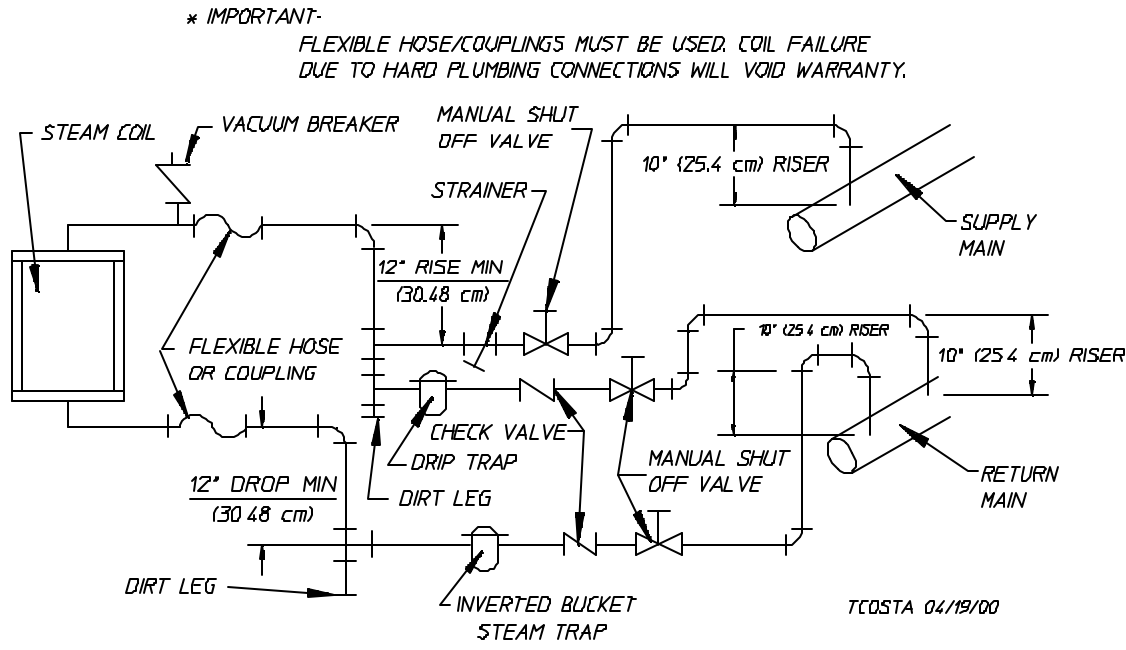 * IMPORTANT-
FLEXIBLE HOSE/COUPLINGS MUST BE USED. COIL FAILURE
DUE TO HARD PLUMBING CONNECTIONS WILL VOID WARRANTY.
STEAM COIL
VACUUM BREAKER
MANUAL SHUT
OFF VALVE
10" (25.4 cm) RISER
STRAINER
SUPPLY
MAIN
12" RISE MIN
(30.48 cm)
FLEXIBLE HOSE
OR COUPLING
10" (25.4 cm) RISER
10" (25.4 cm) RISER
CHECK VALVE
DRIP TRAP
DIRT LEG
MANUAL SHUT
OFF VALVE
RETURN
MAIN
12" DROP MIN
(30.48 cm)
DIRT LEG
INVERTED BUCKET
STEAM TRAP
TCOSTA 04/19/00